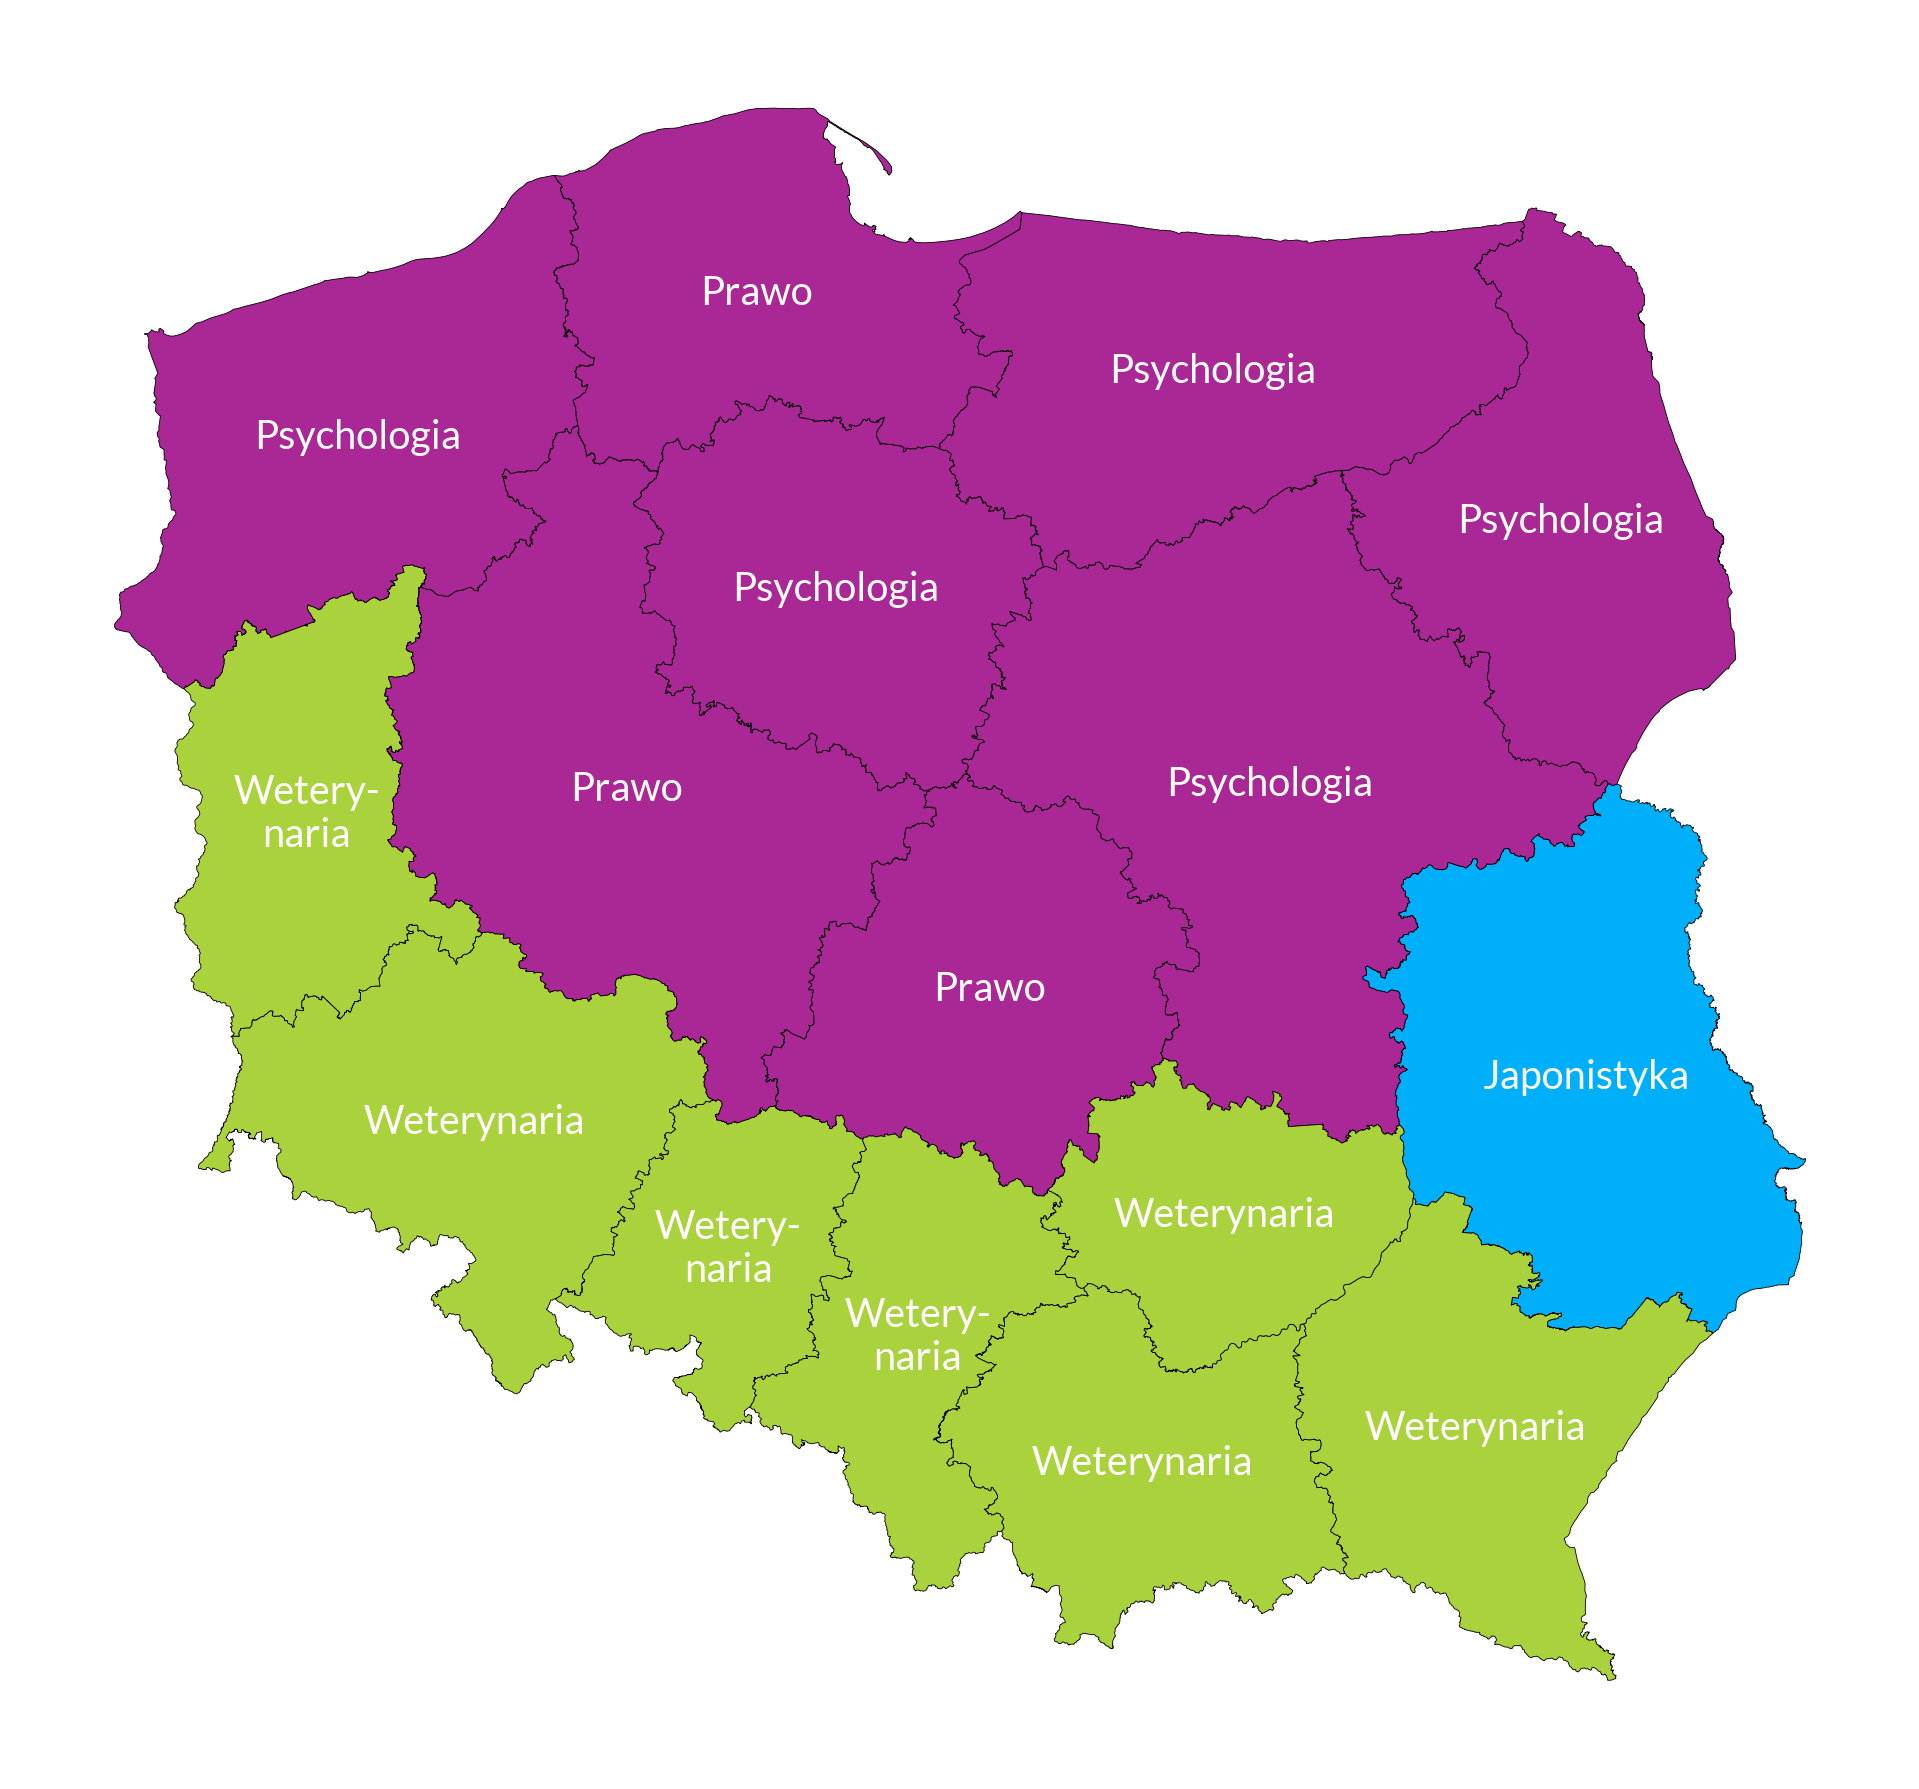 Prawo
Psychologia
Psychologia
Psychologia
Psychologia
Wetery-
naria
Prawo
Psychologia
Prawo
Japonistyka
Weterynaria
Wetery-
naria
Weterynaria
Wetery-
naria
Weterynaria
Weterynaria